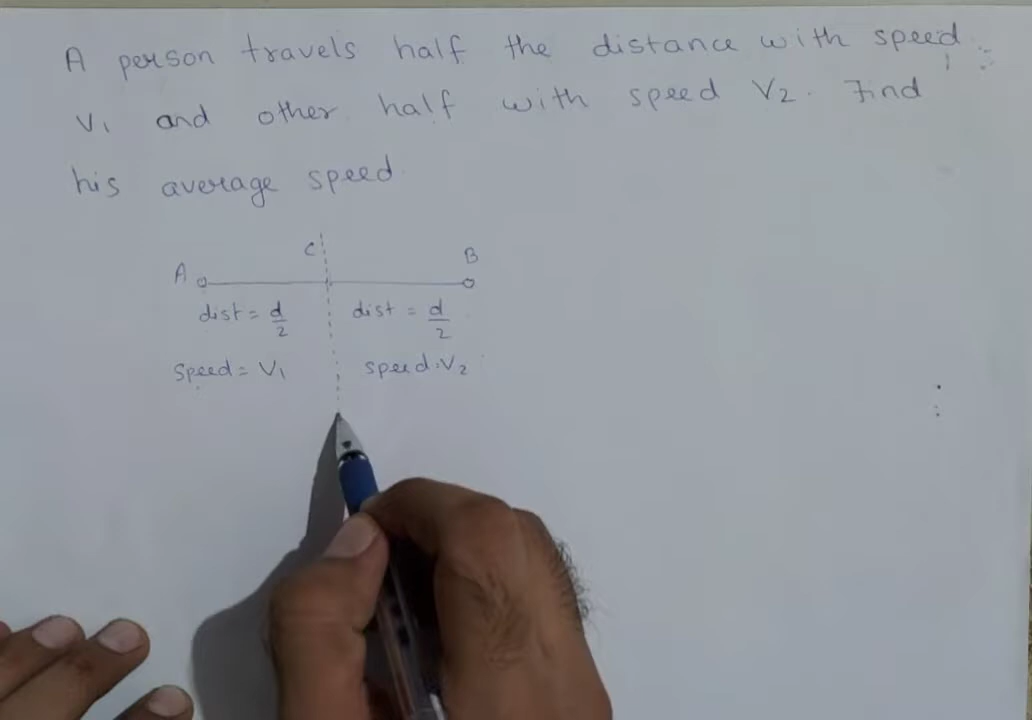 A person travels half the distance with speed
V1 and other half with speed V2. Find
his average speed.
C
B
A
dist = d/2 dist = d/2
Speed = V1 speed = V2